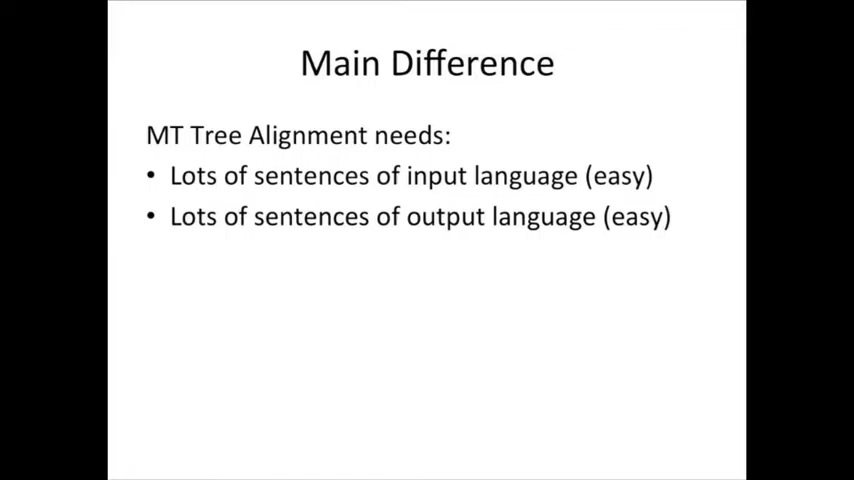 Main Difference
MT Tree Alignment needs:
• Lots of sentences of input language (easy)
• Lots of sentences of output language (easy)